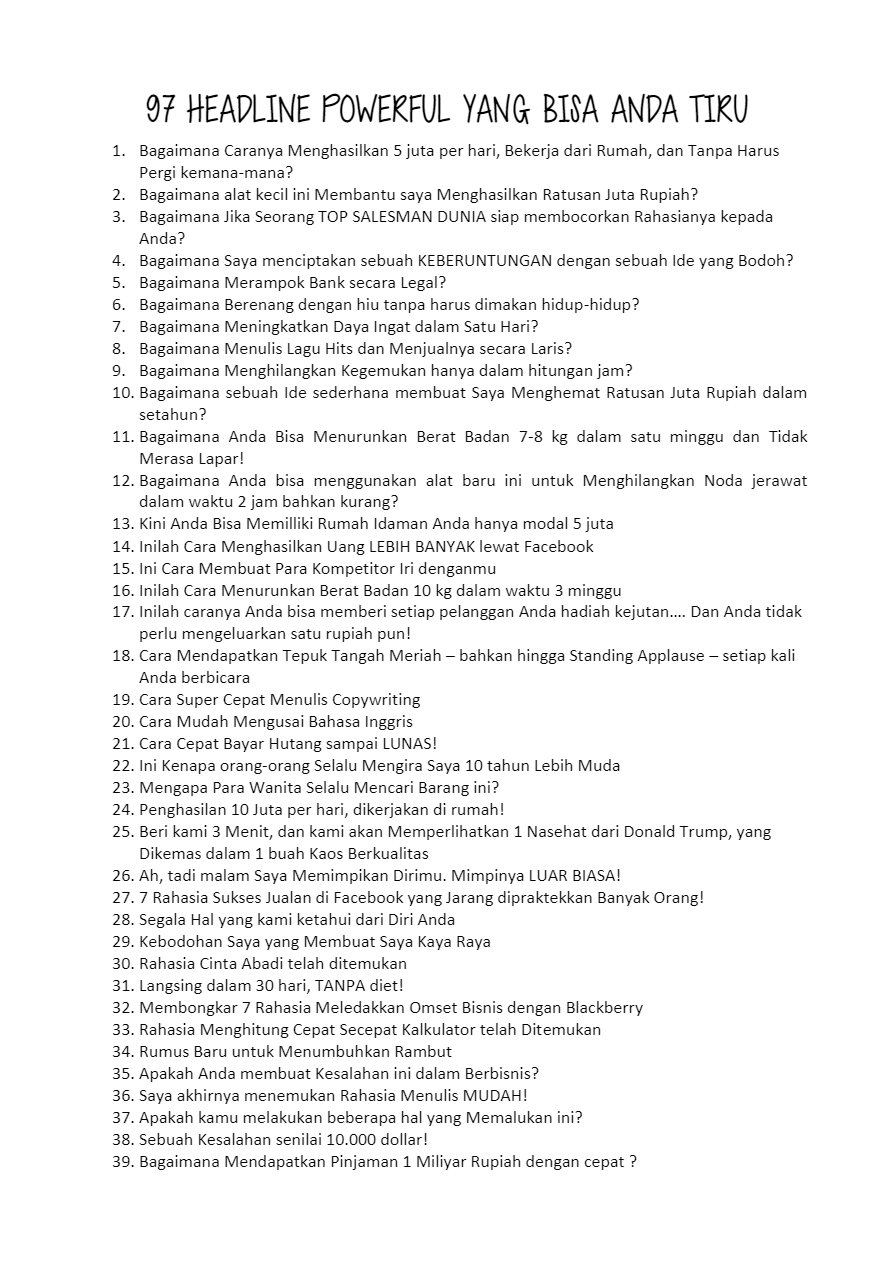 97 HEADLINE POWERFUL YANG BISA ANDA TIRU
1. Bagaimana Caranya Menghasilkan 5 juta per hari, Bekerja dari Rumah, dan Tanpa Harus
Pergi kemana-mana?
2. Bagaimana alat kecil ini Membantu saya Menghasilkan Ratusan Juta Rupiah?
3. Bagaimana Jika Seorang TOP SALESMAN DUNIA siap membocorkan Rahasianya kepada
Anda?
4. Bagaimana Saya menciptakan sebuah KEBERUNTUNGAN dengan sebuah Ide yang Bodoh?
5. Bagaimana Merampok Bank secara Legal?
6. Bagaimana Berenang dengan hiu tanpa harus dimakan hidup-hidup?
7. Bagaimana Meningkatkan Daya Ingat dalam Satu Hari?
8. Bagaimana Menulis Lagu Hits dan Menjualnya secara Laris?
9. Bagaimana Menghilangkan Kegemukan hanya dalam hitungan jam?
10. Bagaimana sebuah Ide sederhana membuat Saya Menghemat Ratusan Juta Rupiah dalam
setahun?
11. Bagaimana Anda Bisa Menurunkan Berat Badan 7-8 kg dalam satu minggu dan Tidak
Merasa Lapar!
12. Bagaimana Anda bisa menggunakan alat baru ini untuk Menghilangkan Noda jerawat
dalam waktu 2 jam bahkan kurang?
13. Kini Anda Bisa Memilliki Rumah Idaman Anda hanya modal 5 juta
14. Inilah Cara Menghasilkan Uang LEBIH BANYAK lewat Facebook
15. Ini Cara Membuat Para Kompetitor Iri denganmu
16. Inilah Cara Menurunkan Berat Badan 10 kg dalam waktu 3 minggu
17. Inilah caranya Anda bisa memberi setiap pelanggan Anda hadiah kejutan.... Dan Anda tidak
perlu mengeluarkan satu rupiah pun!
18. Cara Mendapatkan Tepuk Tangah Meriah – bahkan hingga Standing Applause – setiap kali
Anda berbicara
19. Cara Super Cepat Menulis Copywriting
20. Cara Mudah Mengusai Bahasa Inggris
21. Cara Cepat Bayar Hutang sampai LUNAS!
22. Ini Kenapa orang-orang Selalu Mengira Saya 10 tahun Lebih Muda
23. Mengapa Para Wanita Selalu Mencari Barang ini?
24. Penghasilan 10 Juta per hari, dikerjakan di rumah!
25. Beri kami 3 Menit, dan kami akan Memperlihatkan 1 Nasehat dari Donald Trump, yang
Dikemas dalam 1 buah Kaos Berkualitas
26. Ah, tadi malam Saya Memimpikan Dirimu. Mimpinya LUAR BIASA!
27. 7 Rahasia Sukses Jualan di Facebook yang Jarang dipraktekkan Banyak Orang!
28. Segala Hal yang kami ketahui dari Diri Anda
29. Kebodohan Saya yang Membuat Saya Kaya Raya
30. Rahasia Cinta Abadi telah ditemukan
31. Langsing dalam 30 hari, TANPA diet!
32. Membongkar 7 Rahasia Meledakkan Omset Bisnis dengan Blackberry
33. Rahasia Menghitung Cepat Secepat Kalkulator telah Ditemukan
34. Rumus Baru untuk Menumbuhkan Rambut
35. Apakah Anda membuat Kesalahan ini dalam Berbisnis?
36. Saya akhirnya menemukan Rahasia Menulis MUDAH!
37. Apakah kamu melakukan beberapa hal yang Memalukan ini?
38. Sebuah Kesalahan senilai 10.000 dollar!
39. Bagaimana Mendapatkan Pinjaman 1 Miliyar Rupiah dengan cepat ?